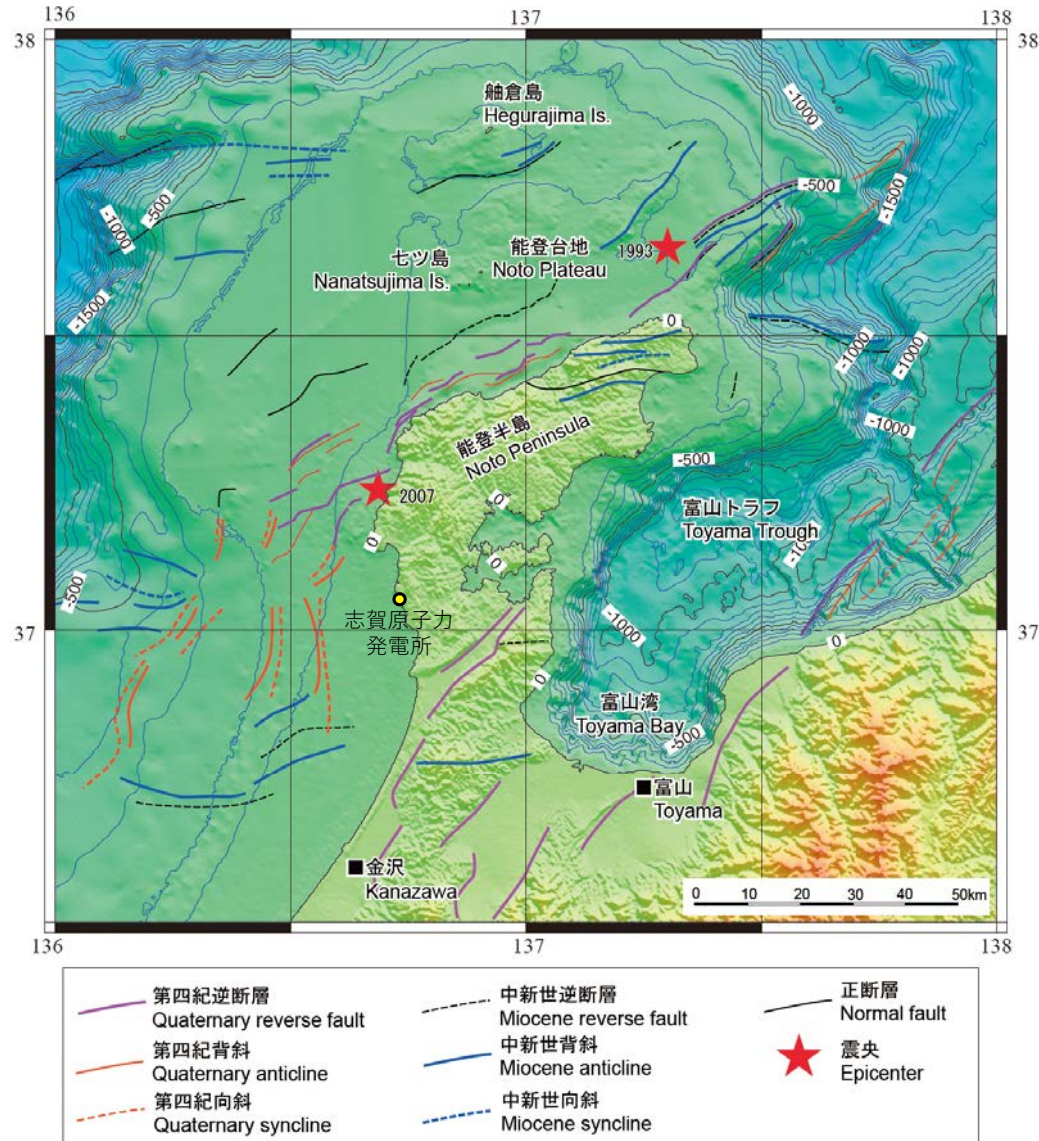 136
137
138
38
38
舳倉島
Hegurajima Is.
-1000
-500
-1500
-500
-1000
1993
能登台地
Noto Plateau
七ツ島
Nanatsujima Is.
-1500
0
-1000
-1000
-1000
能登半島
Noto Peninsula
-500
2007
0
0
富山トラフ
Toyama Trough
0
-500
志賀原子力
発電所
37
-1000
0
37
0
富山湾
Toyama Bay
-500
富山
Toyama
金沢
Kanazawa
0 10 20 30 40 50km
136
137
138
第四紀逆断層
Quaternary reverse fault
中新世逆断層
Miocene reverse fault
正断層
Normal fault
第四紀背斜
Quaternary anticline
中新世背斜
Miocene anticline
震央
Epicenter
第四紀向斜
Quaternary syncline
中新世向斜
Miocene syncline